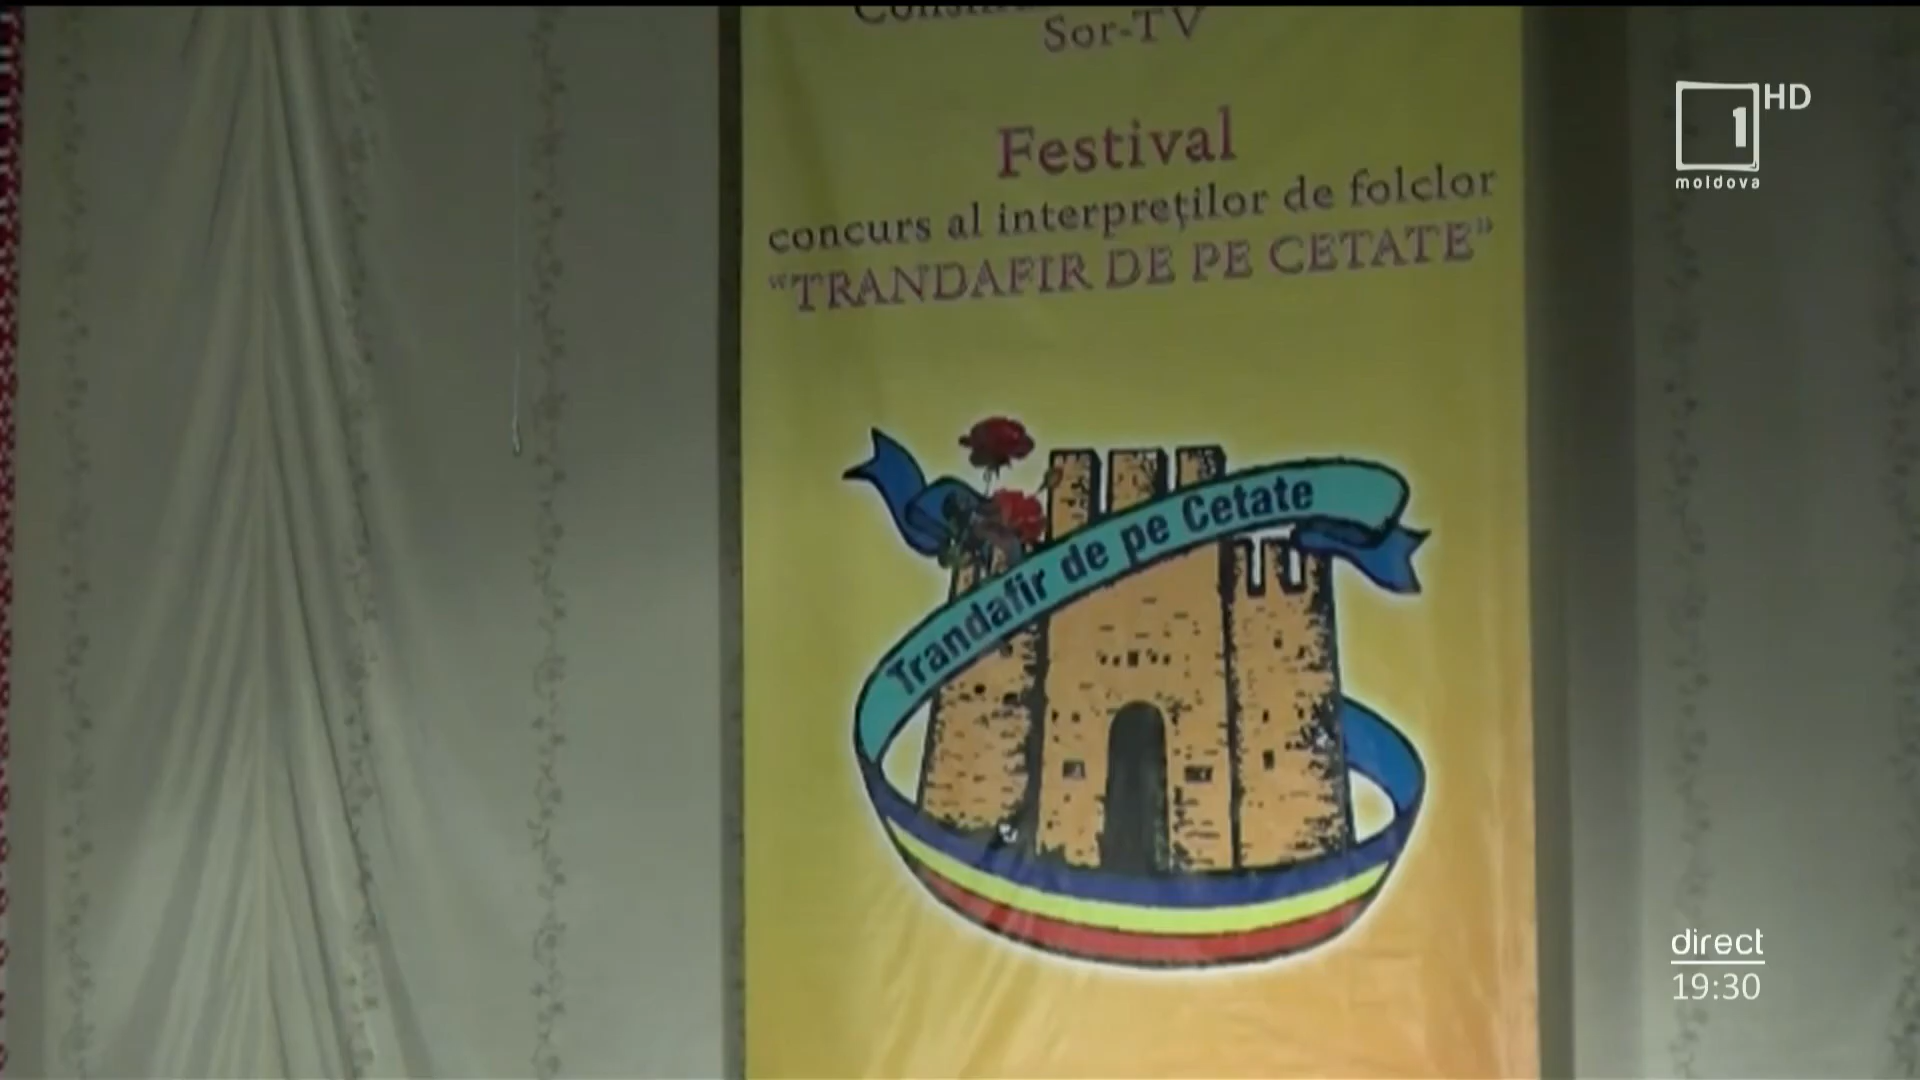 Sor-TV
Festival
concurs al interpreților de folclor
“TRANDAFIR DE PE CETATE”
Trandafir de pe Cetate
1 HD
moldova
direct
19:30